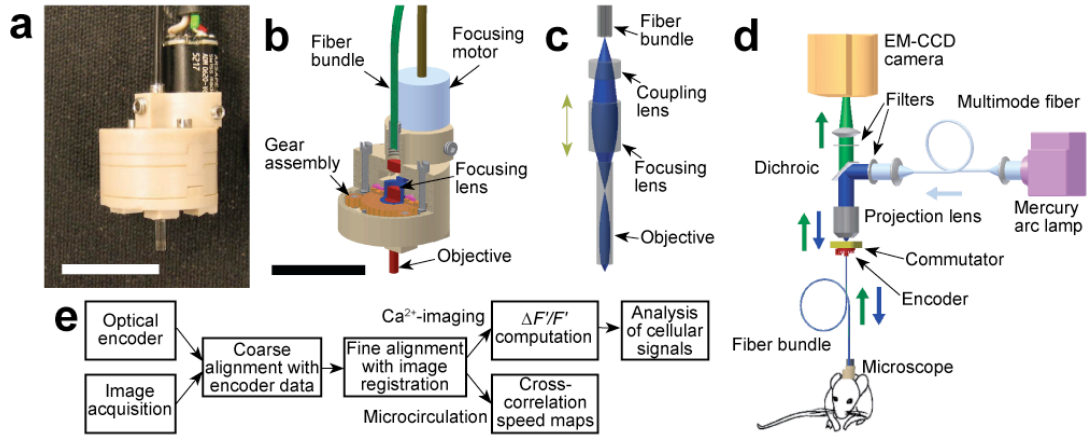 a
b
Fiber
bundle
Focusing
motor
Gear
assembly
Focusing
lens
Objective
c
Fiber
bundle
Coupling
lens
Focusing
lens
Objective
d
EM-CCD
camera
Filters
Multimode fiber
Dichroic
Projection lens
Mercury
arc lamp
Commutator
Encoder
Fiber bundle
Microscope
e
Optical
encoder
Image
acquisition
Coarse
alignment with
encoder data
Fine alignment
with image
registration
Ca²⁺-imaging
Microcirculation
ΔF'/F'
computation
Cross-
correlation
speed maps
Analysis
of cellular
signals